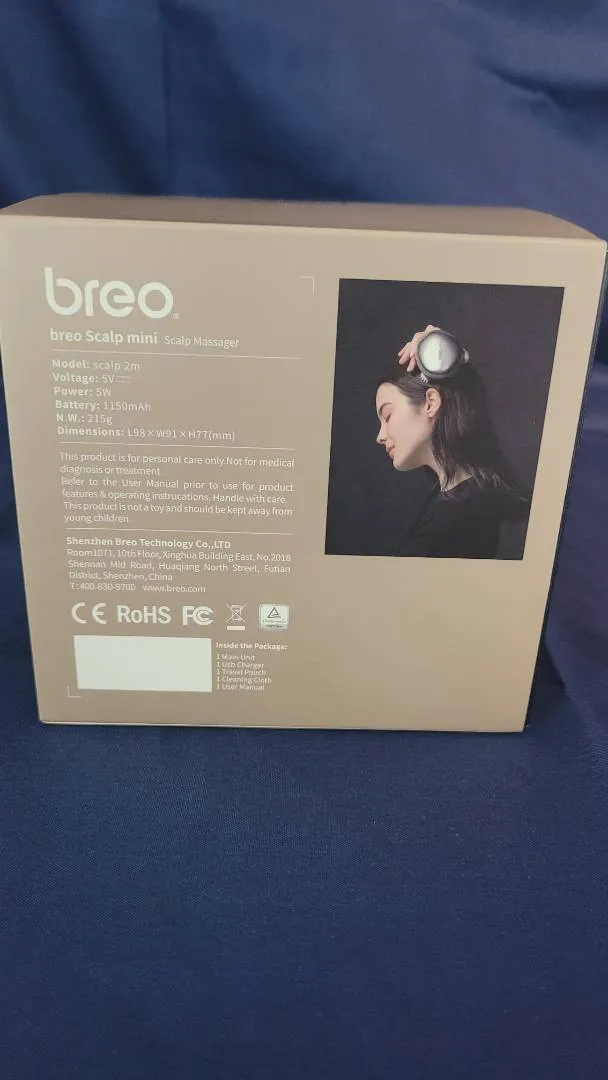 breo
breo Scalp mini Scalp Massager
Model: scalp 2m
Voltage: 5V⎓
Power: 5W
Battery: 1150mAh
N.W.: 215g
Dimensions: L98×W91×H77(mm)
This product is for personal care only.Not for medical
diagnosis or treatment.
Refer to the User Manual prior to use for product
features & operating instrucations. Handle with care.
This product is not a toy and should be kept away from
young children.
Shenzhen Breo Technology Co.,LTD
Room1071, 10th Floor, Xinghua Building East, No.2018
Shennan Mid Road, Huaqiang North Street, Futian
District, Shenzhen, China
T:400-830-9700 www.breo.com
CE RoHS FC
Inside the Package:
1 Main Unit
1 Usb Charger
1 Travel Pouch
1 Cleaning Cloth
1 User Manual